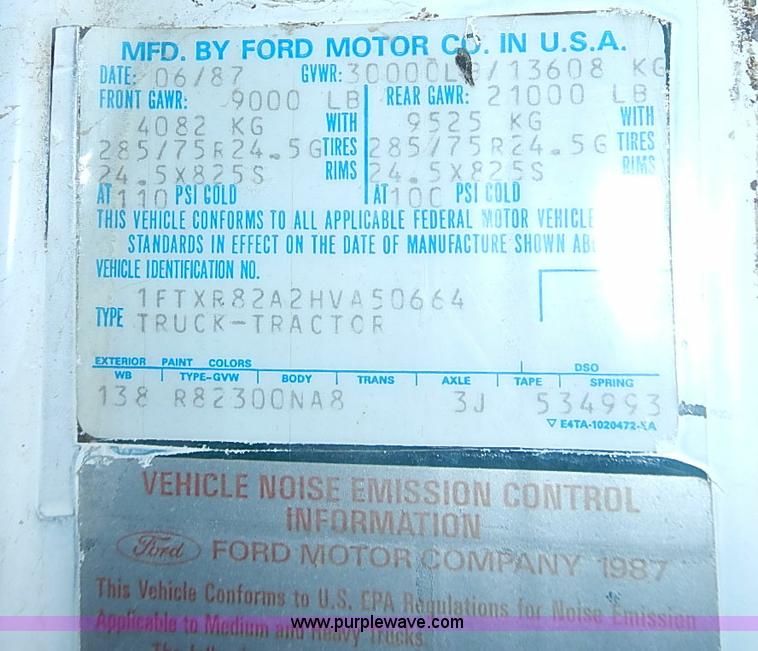 MFD. BY FORD MOTOR CO. IN U.S.A.
DATE: 06/87 GVWR: 30000LB/13608 KG
FRONT GAWR: 9000 LB REAR GAWR: 21000 LB
4082 KG WITH 9525 KG WITH
285/75R24.5G TIRES 285/75R24.5G TIRES
24.5X825S RIMS 24.5X825S RIMS
AT 110 PSI COLD AT 100 PSI COLD
THIS VEHICLE CONFORMS TO ALL APPLICABLE FEDERAL MOTOR VEHICLE
STANDARDS IN EFFECT ON THE DATE OF MANUFACTURE SHOWN
VEHICLE IDENTIFICATION NO.
1FTXR82A2HVA50664
TYPE TRUCK-TRACTOR
EXTERIOR PAINT COLORS DSO
WB TYPE-GVW BODY TRANS AXLE TAPE SPRING
138 R82300NA8 3J 534993
E4TA-1020472-
VEHICLE NOISE EMISSION CONTROL
INFORMATION
Ford FORD MOTOR COMPANY 1987
This Vehicle Conforms to U.S. EPA Regulations for Noise Emission
Applicable to Medium and Heavy Trucks.
www.purplewave.com